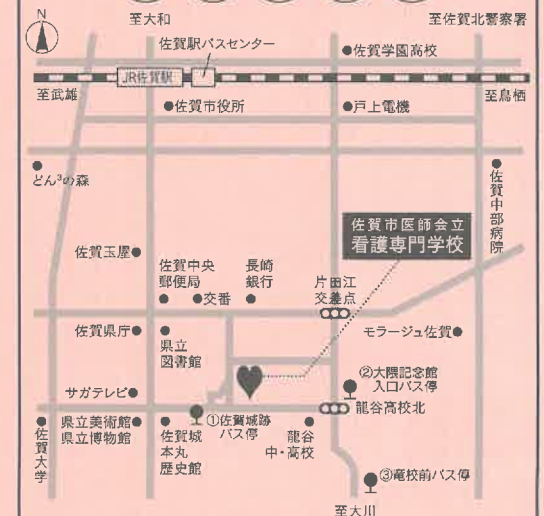 N
至大和
至佐賀北警察署
佐賀駅バスセンター
●佐賀学園高校
JR佐賀駅
至武雄
至鳥栖
●佐賀市役所
●戸上電機
どん³の森
佐賀中部病院
佐賀市医師会立
看護専門学校
佐賀玉屋●
佐賀中央
郵便局
●交番
長崎
銀行
片田江
交差点
佐賀県庁●
県立
図書館
モラージュ佐賀●
②大隈記念館
入口バス停
サガテレビ●
龍谷高校北
佐賀大学
県立美術館●
県立博物館
佐賀城
本丸
歴史館
①佐賀城跡
バス停
龍谷
中・高校
③竜校前バス停
至大川